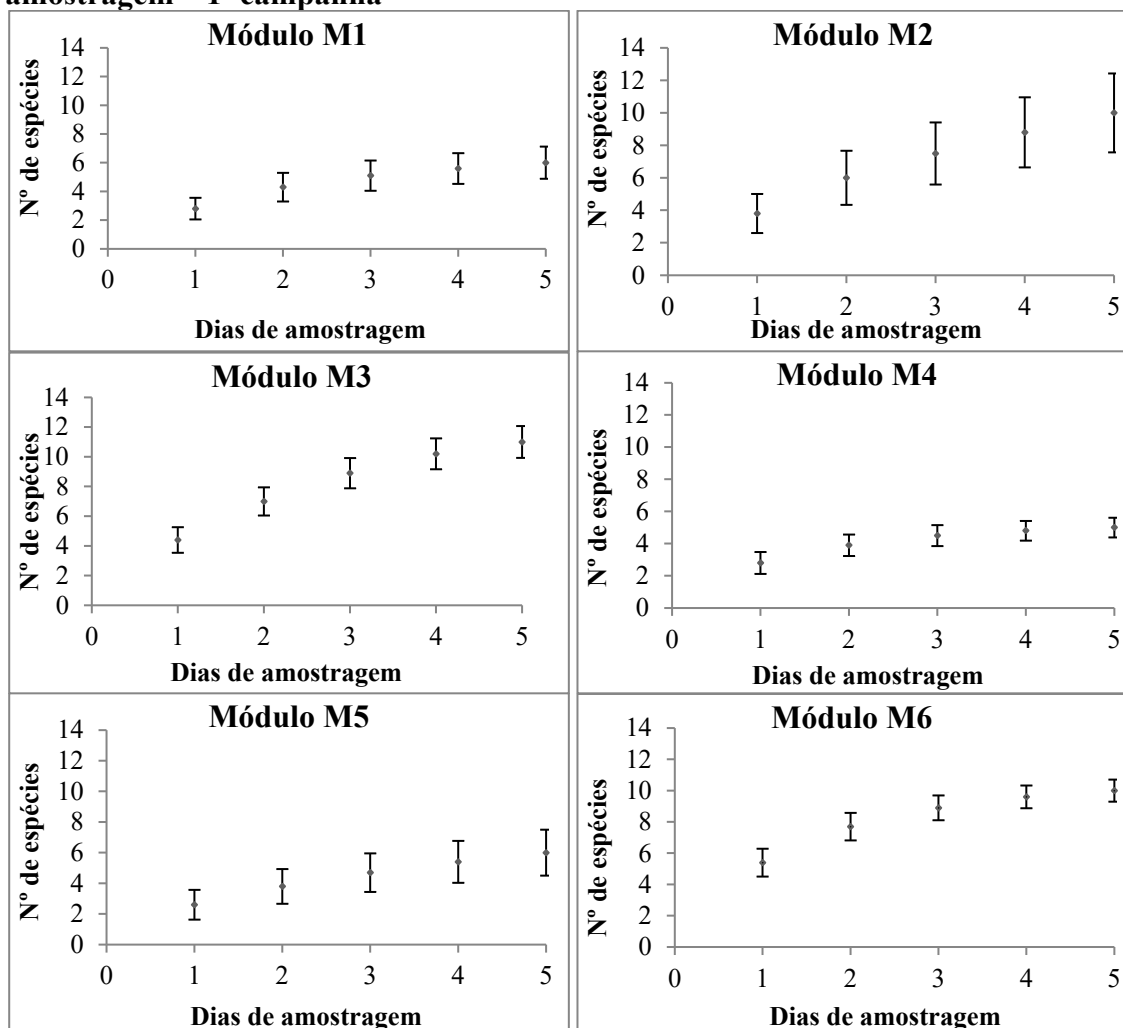 amostragem – 1ª campanha
Módulo M1
14
12
10
8
6
4
2
0
Nº de espécies
0 1 2 3 4 5
Dias de amostragem
Módulo M2
14
12
10
8
6
4
2
0
Nº de espécies
0 1 2 3 4 5
Dias de amostragem
Módulo M3
14
12
10
8
6
4
2
0
Nº de espécies
0 1 2 3 4 5
Dias de amostragem
Módulo M4
14
12
10
8
6
4
2
0
Nº de espécies
0 1 2 3 4 5
Dias de amostragem
Módulo M5
14
12
10
8
6
4
2
0
Nº de espécies
0 1 2 3 4 5
Dias de amostragem
Módulo M6
14
12
10
8
6
4
2
0
Nº de espécies
0 1 2 3 4 5
Dias de amostragem